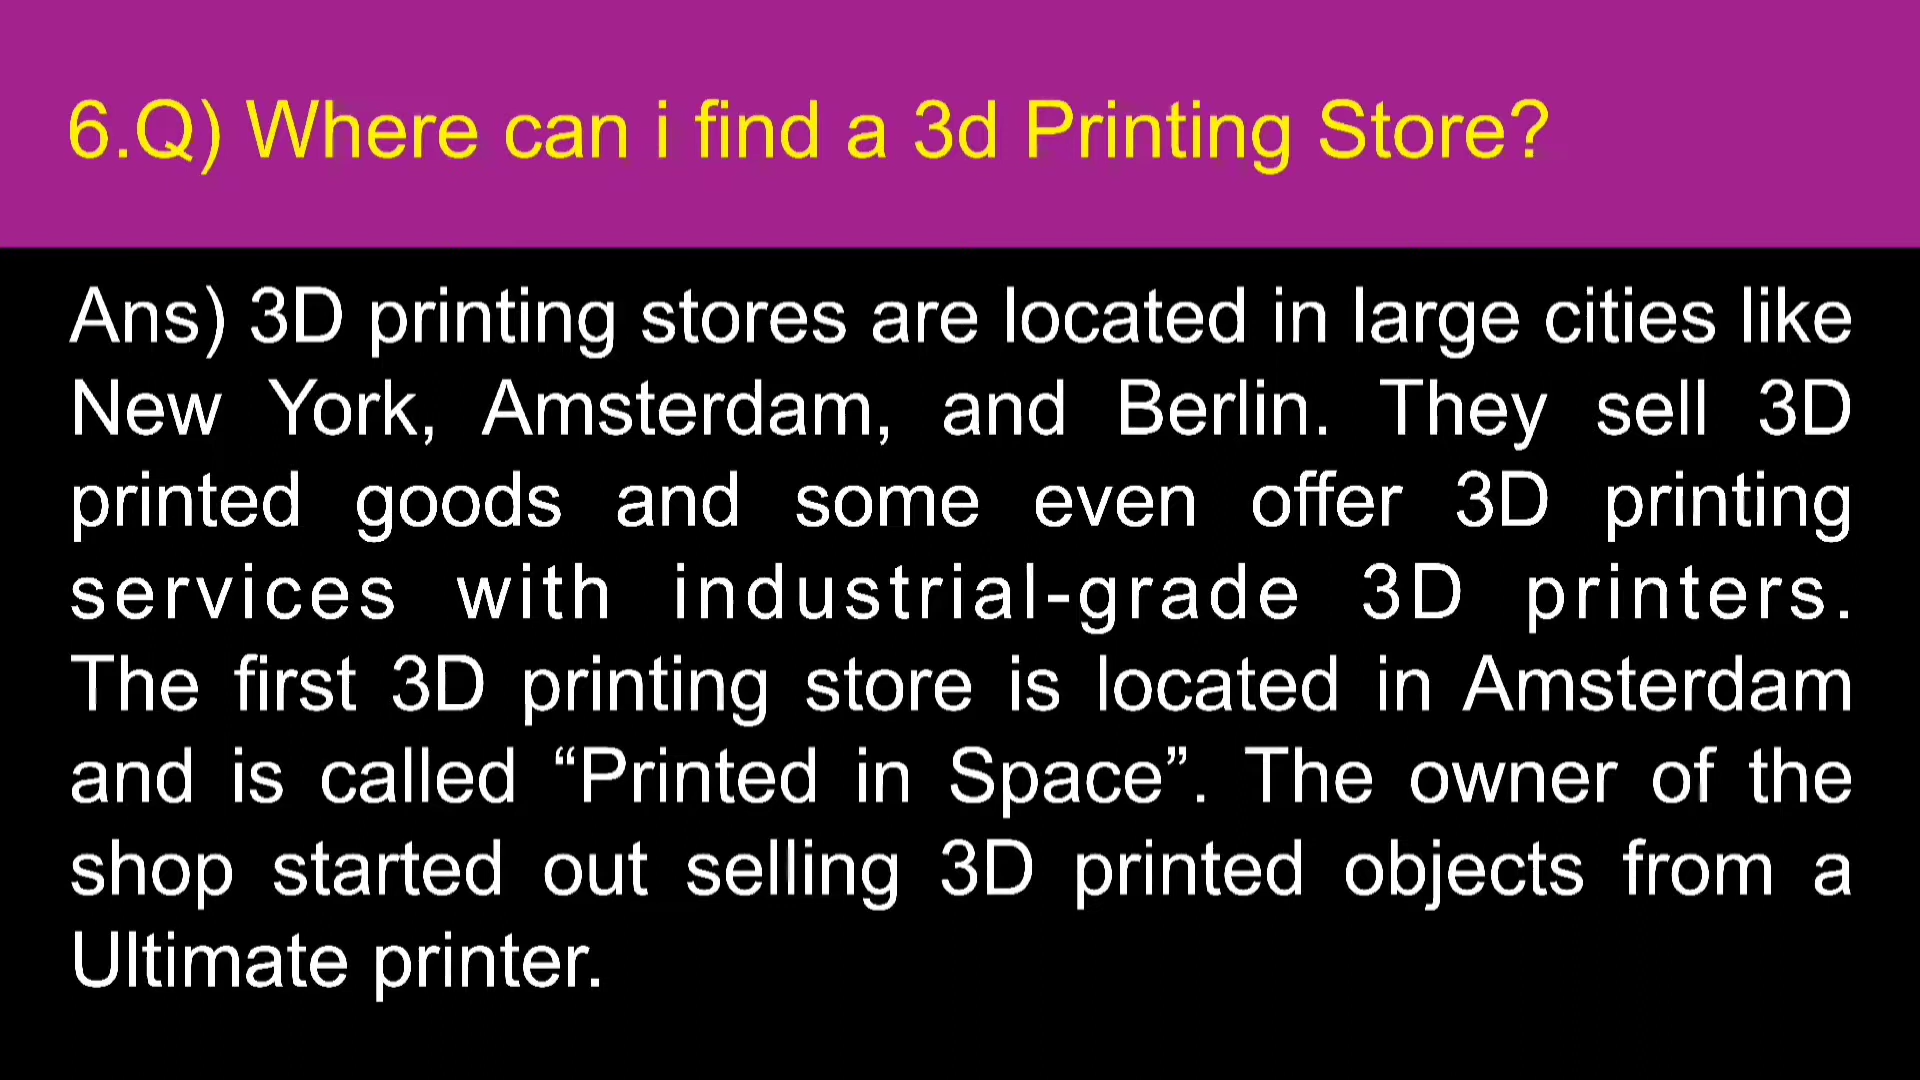 6.Q) Where can i find a 3d Printing Store?
Ans) 3D printing stores are located in large cities like
New York, Amsterdam, and Berlin. They sell 3D
printed goods and some even offer 3D printing
services with industrial-grade 3D printers.
The first 3D printing store is located in Amsterdam
and is called “Printed in Space”. The owner of the
shop started out selling 3D printed objects from a
Ultimate printer.